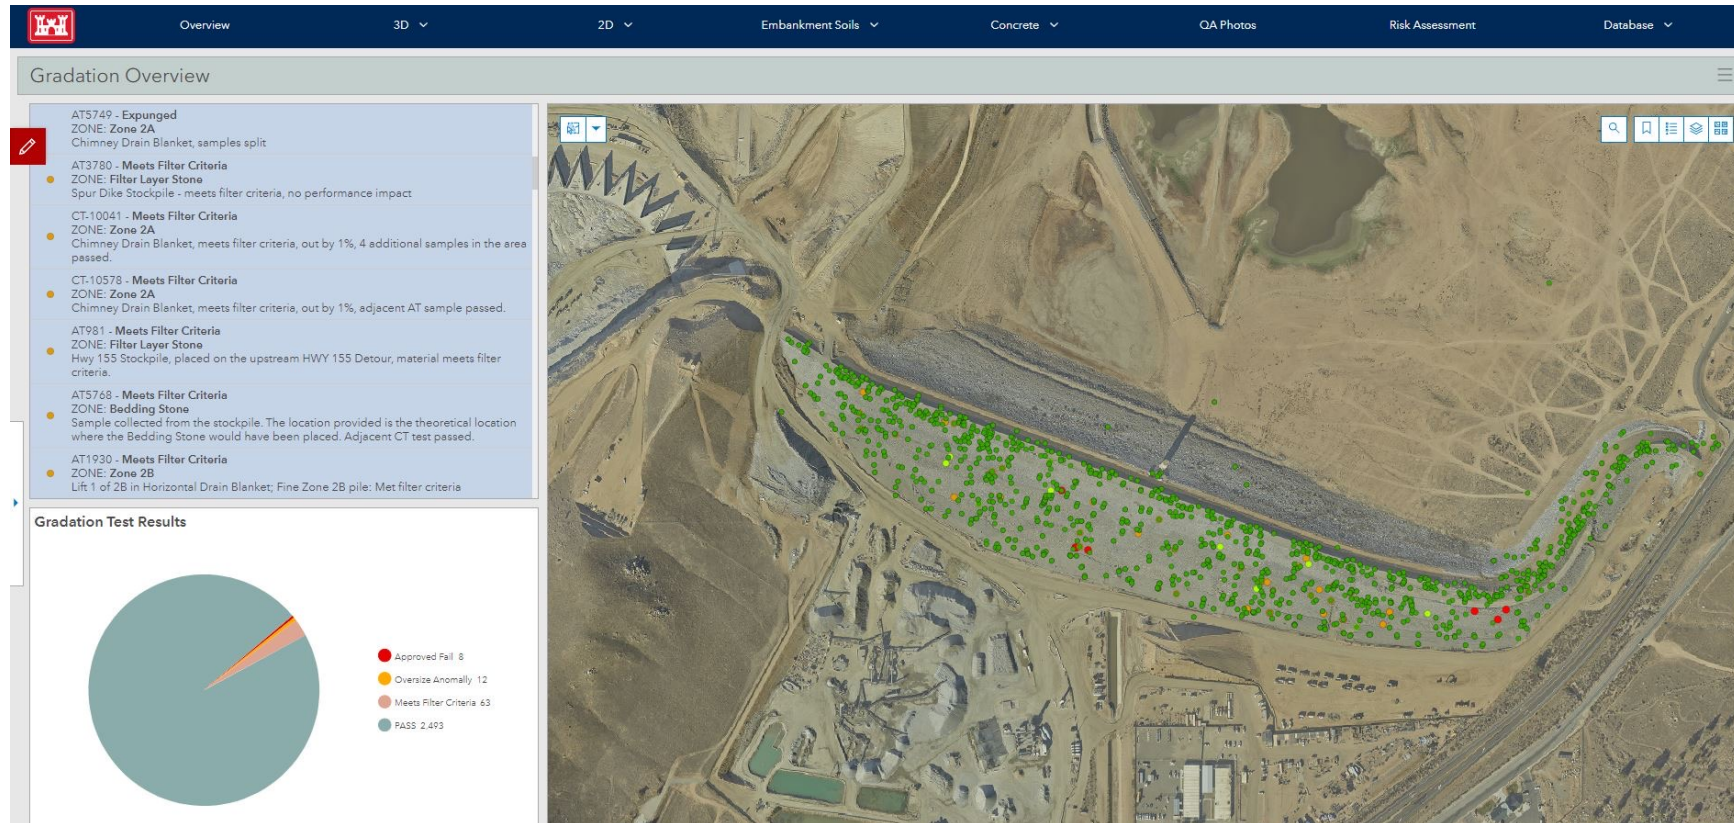 Overview
3D
2D
Embankment Soils
Concrete
QA Photos
Risk Assessment
Database
Gradation Overview
AT5749 - Expunged
ZONE: Zone 2A
Chimney Drain Blanket, samples split
AT3780 - Meets Filter Criteria
ZONE: Filter Layer Stone
Spur Dike Stockpile - meets filter criteria, no performance impact
CT-10041 - Meets Filter Criteria
ZONE: Zone 2A
Chimney Drain Blanket, meets filter criteria, out by 1%, 4 additional samples in the area
passed.
CT-10578 - Meets Filter Criteria
ZONE: Zone 2A
Chimney Drain Blanket, meets filter criteria, out by 1%, adjacent AT sample passed.
AT981 - Meets Filter Criteria
ZONE: Filter Layer Stone
Hwy 155 Stockpile, placed on the upstream HWY 155 Detour, material meets filter
criteria.
AT5768 - Meets Filter Criteria
ZONE: Bedding Stone
Sample collected from the stockpile. The location provided is the theoretical location
where the Bedding Stone would have been placed. Adjacent CT test passed.
AT1930 - Meets Filter Criteria
ZONE: Zone 2B
Lift 1 of 2B in Horizontal Drain Blanket; Fine Zone 2B pile: Met filter criteria
Gradation Test Results
Approved Fail 8
Oversize Anomally 12
Meets Filter Criteria 63
PASS 2,493